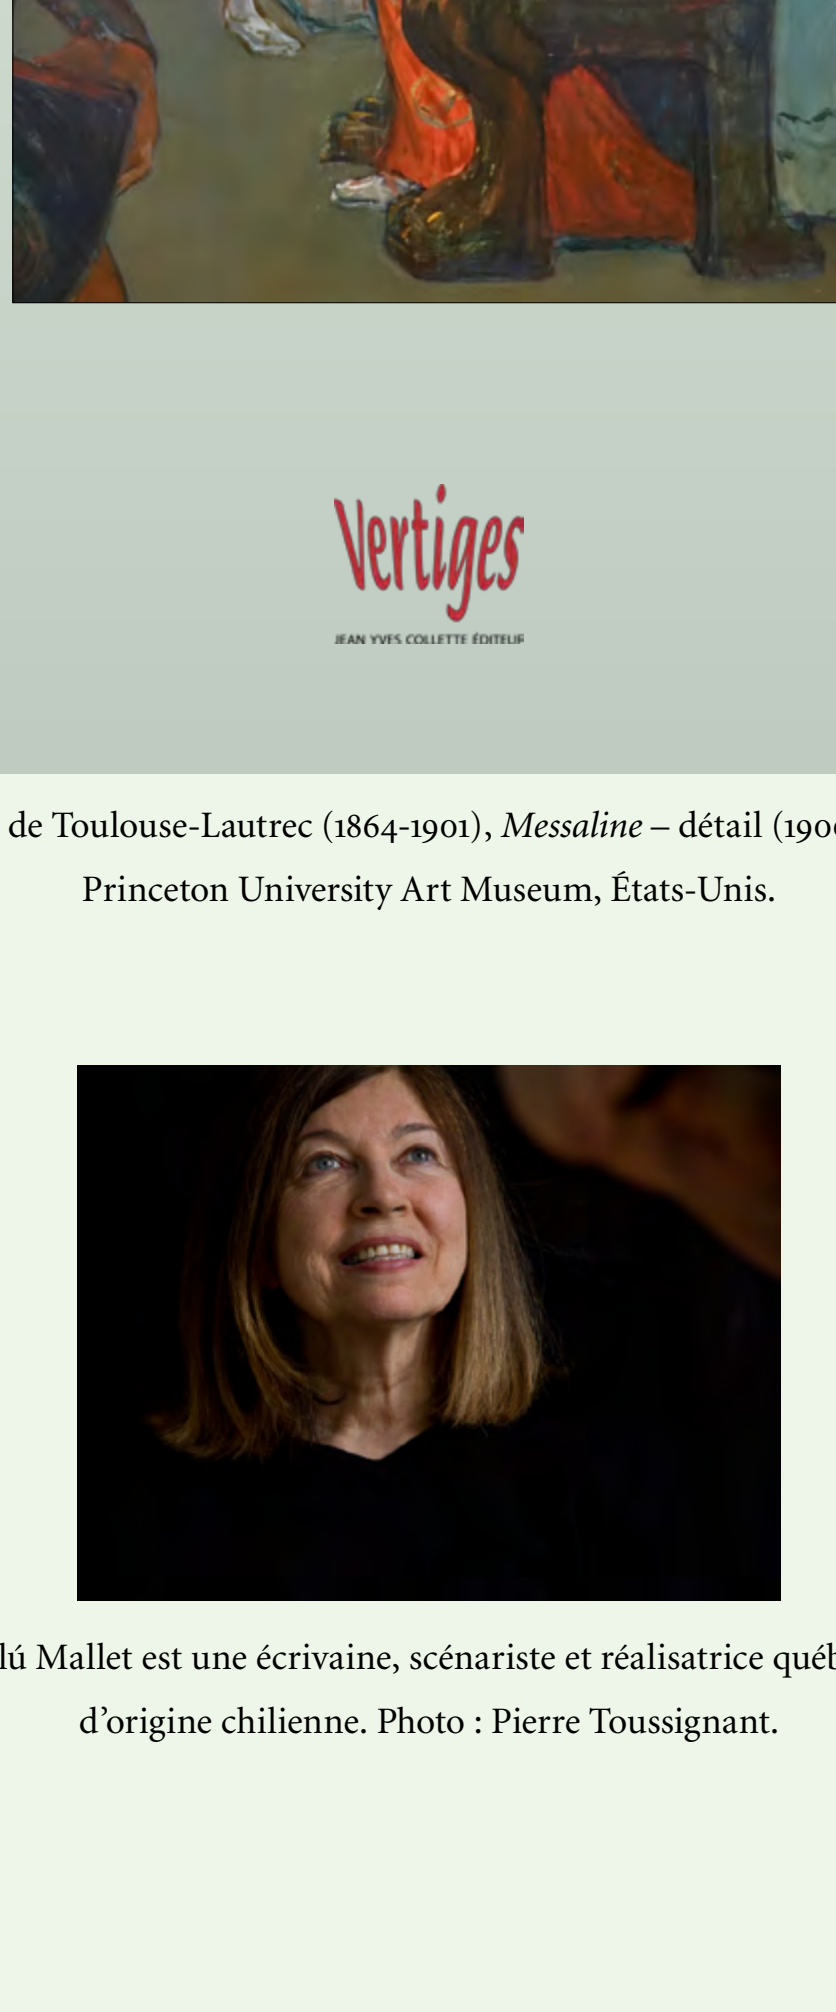 Vertiges
JEAN YVES COLLETTE ÉDITEUR
de Toulouse-Lautrec (1864-1901), Messaline – détail (190
Princeton University Art Museum, États-Unis.
lú Mallet est une écrivaine, scénariste et réalisatrice québ
d’origine chilienne. Photo : Pierre Toussignant.